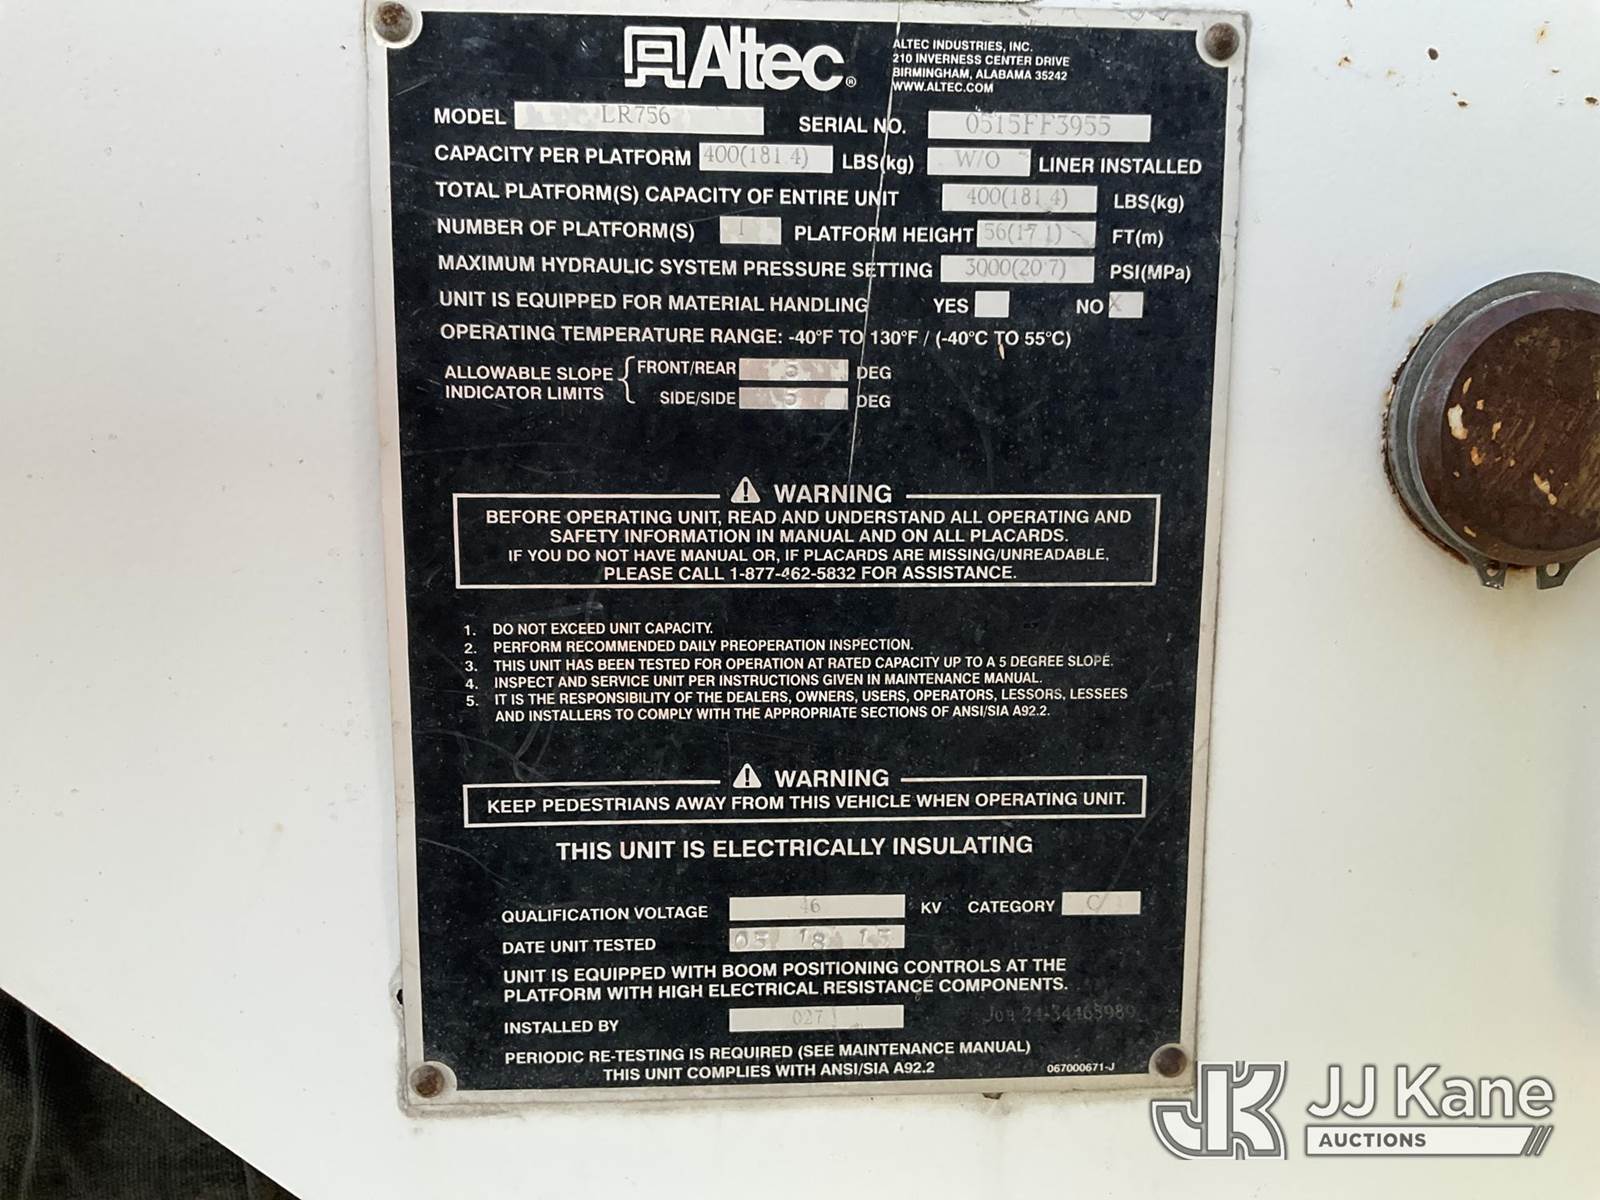 Altec®
ALTEC INDUSTRIES, INC.
210 INVERNESS CENTER DRIVE
BIRMINGHAM, ALABAMA 35242
WWW.ALTEC.COM
MODEL LR756 SERIAL NO. 0515FF3955
CAPACITY PER PLATFORM 400(181.4) LBS(kg) W/O LINER INSTALLED
TOTAL PLATFORM(S) CAPACITY OF ENTIRE UNIT 400(181.4) LBS(kg)
NUMBER OF PLATFORM(S) 1 PLATFORM HEIGHT 56(17.1) FT(m)
MAXIMUM HYDRAULIC SYSTEM PRESSURE SETTING 3000(20.7) PSI(MPa)
UNIT IS EQUIPPED FOR MATERIAL HANDLING YES NO X
OPERATING TEMPERATURE RANGE: -40°F TO 130°F / (-40°C TO 55°C)
ALLOWABLE SLOPE INDICATOR LIMITS { FRONT/REAR 5 DEG
SIDE/SIDE 5 DEG
⚠ WARNING
BEFORE OPERATING UNIT, READ AND UNDERSTAND ALL OPERATING AND
SAFETY INFORMATION IN MANUAL AND ON ALL PLACARDS.
IF YOU DO NOT HAVE MANUAL OR, IF PLACARDS ARE MISSING/UNREADABLE,
PLEASE CALL 1-877-462-5832 FOR ASSISTANCE.
1. DO NOT EXCEED UNIT CAPACITY.
2. PERFORM RECOMMENDED DAILY PREOPERATION INSPECTION.
3. THIS UNIT HAS BEEN TESTED FOR OPERATION AT RATED CAPACITY UP TO A 5 DEGREE SLOPE.
4. INSPECT AND SERVICE UNIT PER INSTRUCTIONS GIVEN IN MAINTENANCE MANUAL.
5. IT IS THE RESPONSIBILITY OF THE DEALERS, OWNERS, USERS, OPERATORS, LESSORS, LESSEES
AND INSTALLERS TO COMPLY WITH THE APPROPRIATE SECTIONS OF ANSI/SIA A92.2.
⚠ WARNING
KEEP PEDESTRIANS AWAY FROM THIS VEHICLE WHEN OPERATING UNIT.
THIS UNIT IS ELECTRICALLY INSULATING
QUALIFICATION VOLTAGE 46 KV CATEGORY
DATE UNIT TESTED 05 18 15
UNIT IS EQUIPPED WITH BOOM POSITIONING CONTROLS AT THE
PLATFORM WITH HIGH ELECTRICAL RESISTANCE COMPONENTS.
INSTALLED BY 027
PERIODIC RE-TESTING IS REQUIRED (SEE MAINTENANCE MANUAL)
THIS UNIT COMPLIES WITH ANSI/SIA A92.2
067000671-J
JK JJ Kane
AUCTIONS